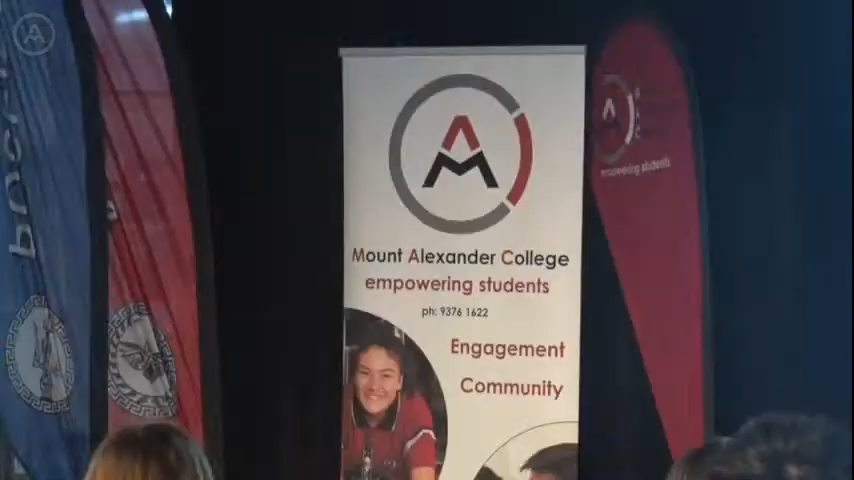 Mount Alexander College
empowering students
ph: 9376 1622
Engagement
Community
empowering students